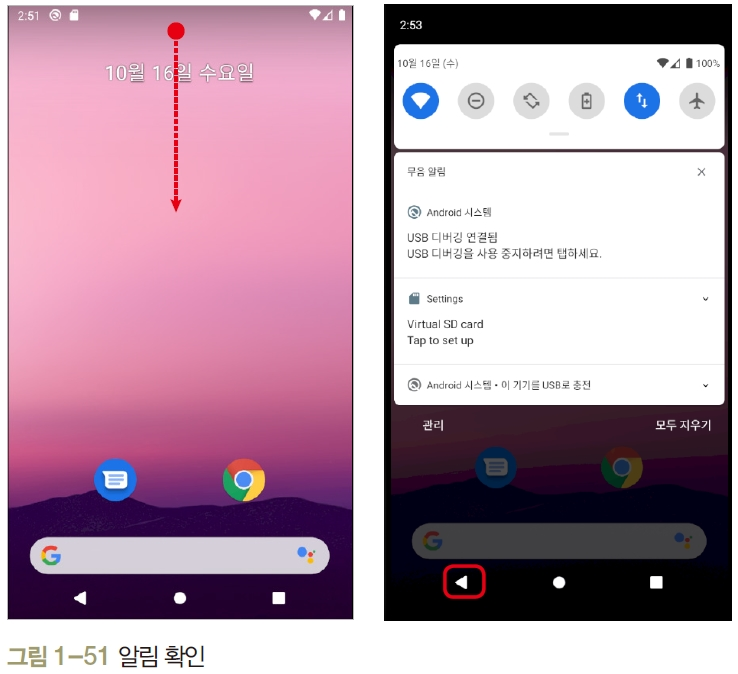 2:51
10월 16일 수요일
2:53
10월 16일 (수)
100%
무음 알림
Android 시스템
USB 디버깅 연결됨
USB 디버깅을 사용 중지하려면 탭하세요.
Settings
Virtual SD card
Tap to set up
Android 시스템 • 이 기기를 USB로 충전
관리
모두 지우기
그림 1-51 알림 확인